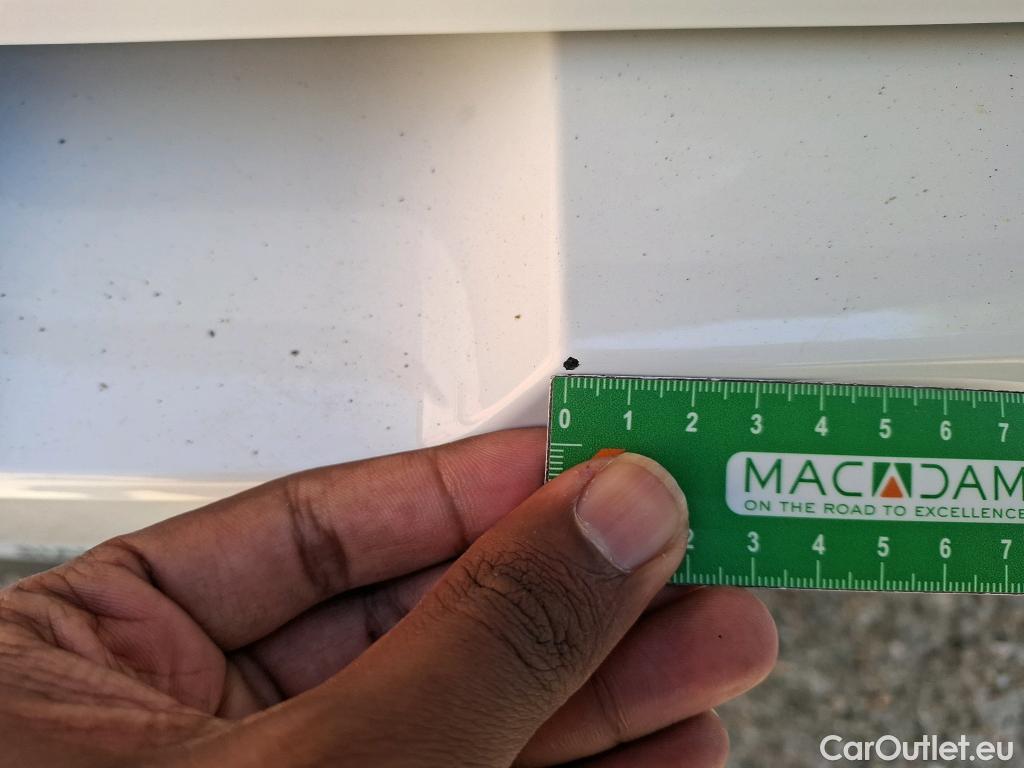 0 1 2 3 4 5 6 7
MACADAM
ON THE ROAD TO EXCELLENCE
2 3 4 5 6 7
CarOutlet.eu